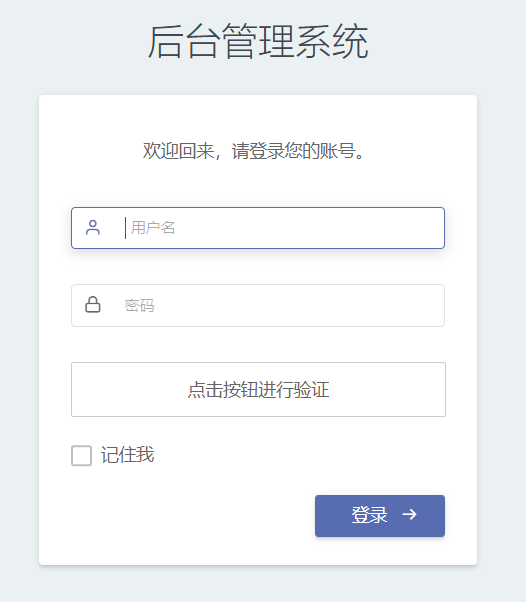 后台管理系统
欢迎回来，请登录您的账号。
用户名
密码
点击按钮进行验证
记住我
登录 →